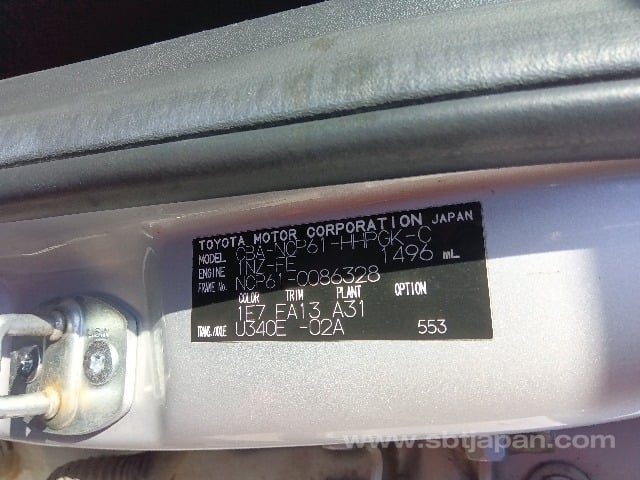 TOYOTA MOTOR CORPORATION JAPAN
MODEL CBA-NCP61-HHPGK-C
ENGINE 1NZ-FE 1496 mL
FRAME No. NCP61-0086328
COLOR TRIM PLANT OPTION
1E7 EA13 A31
TRANS./AXLE U340E -02A 553
www.sbtjapan.com